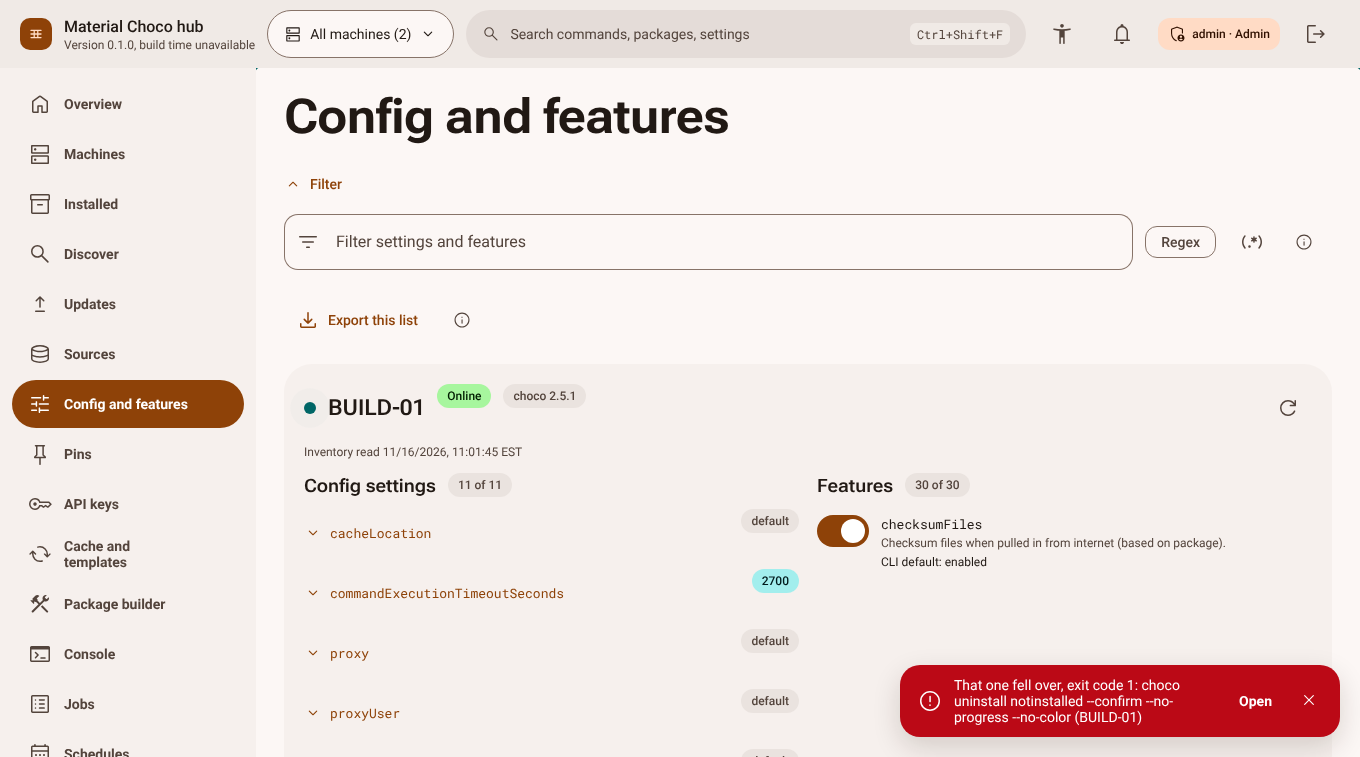 Material Choco hub
Version 0.1.0, build time unavailable
All machines (2)
Search commands, packages, settings
Ctrl+Shift+F
admin · Admin
Overview
Machines
Installed
Discover
Updates
Sources
Config and features
Pins
API keys
Cache and
templates
Package builder
Console
Jobs
Schedules
Config and features
Filter
Filter settings and features
Regex
(.*)
Export this list
BUILD-01
Online
choco 2.5.1
Inventory read 11/16/2026, 11:01:45 EST
Config settings
11 of 11
cacheLocation
default
commandExecutionTimeoutSeconds
2700
proxy
default
proxyUser
default
Features
30 of 30
checksumFiles
Checksum files when pulled in from internet (based on package).
CLI default: enabled
That one fell over, exit code 1: choco
uninstall notinstalled --confirm --no-
progress --no-color (BUILD-01)
Open